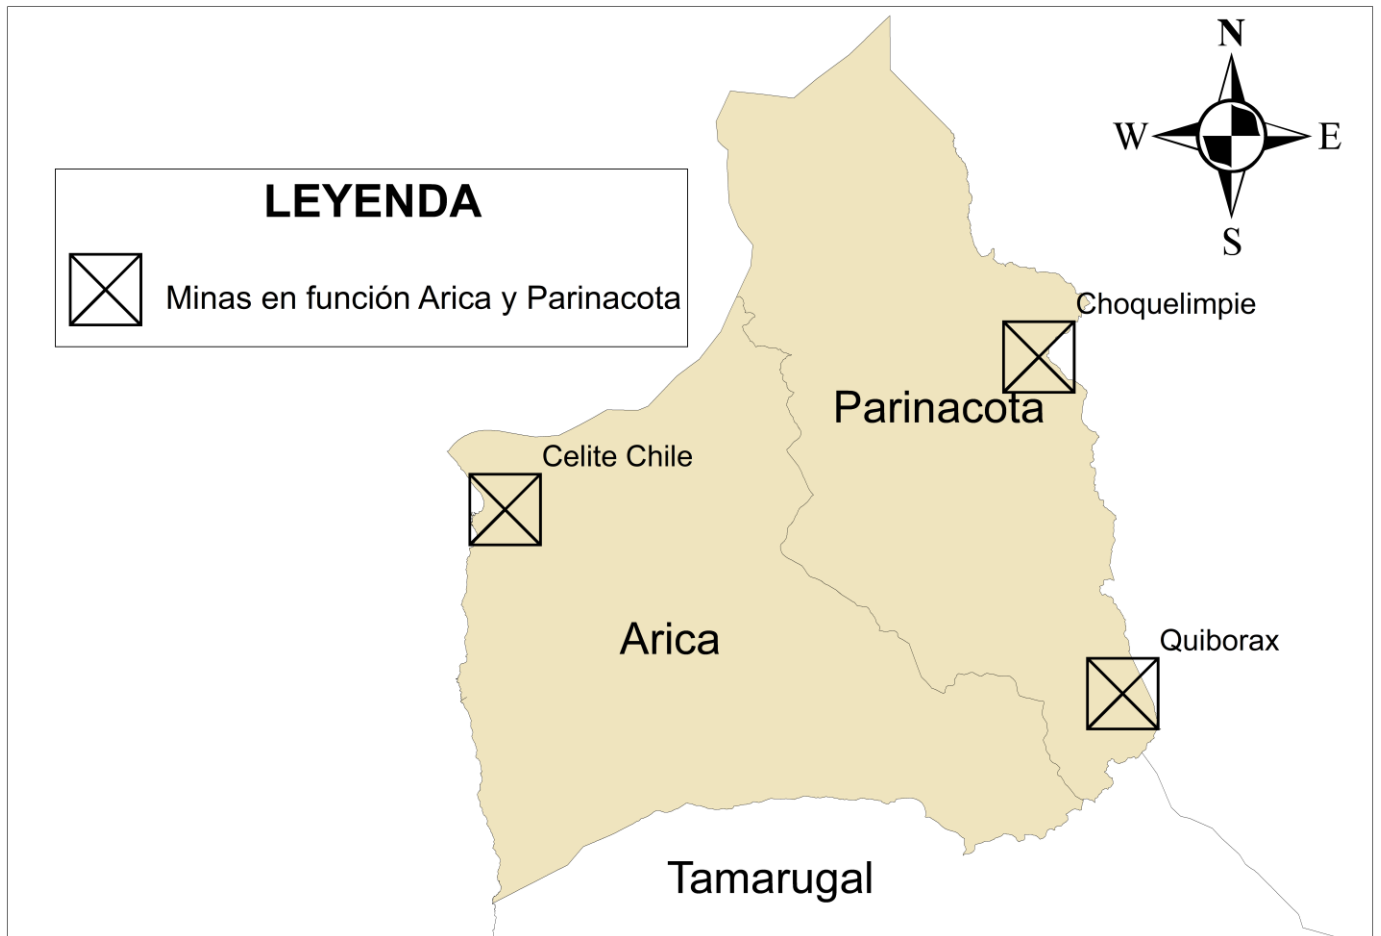 N
W E
S
LEYENDA
Minas en función Arica y Parinacota
Choquelimpie
Parinacota
Celite Chile
Arica
Quiborax
Tamarugal